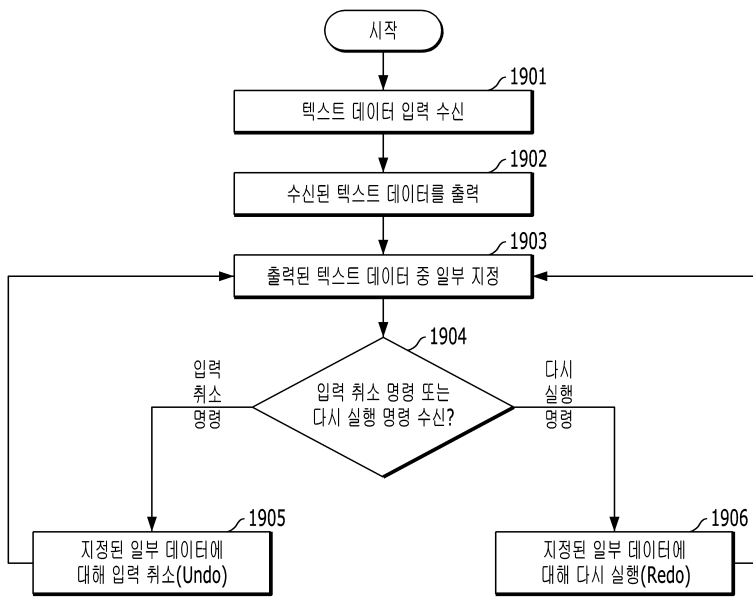 시작
1901
텍스트 데이터 입력 수신
1902
수신된 텍스트 데이터를 출력
1903
출력된 텍스트 데이터 중 일부 지정
1904
입력 취소 명령 또는
다시 실행 명령 수신?
입력
취소
명령
다시
실행
명령
1905
지정된 일부 데이터에
대해 입력 취소(Undo)
1906
지정된 일부 데이터에
대해 다시 실행(Redo)